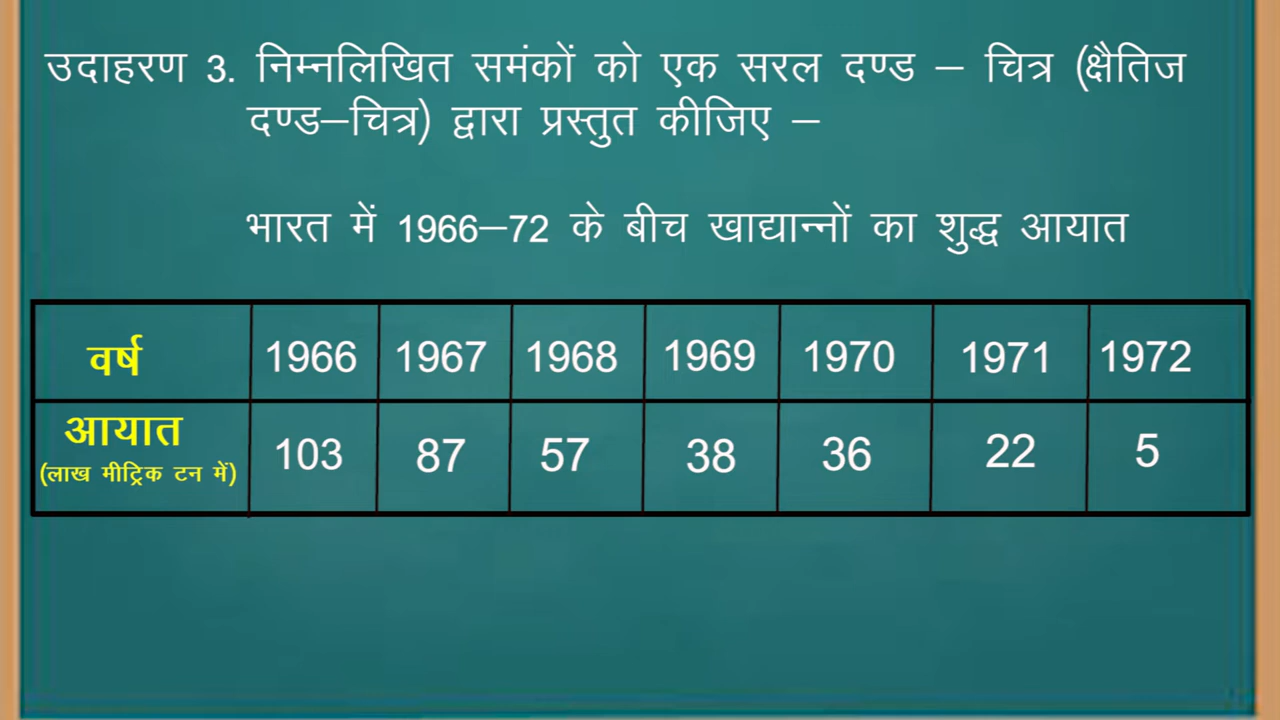 उदाहरण 3. निम्नलिखित समंकों को एक सरल दण्ड – चित्र (क्षैतिज
दण्ड–चित्र) द्वारा प्रस्तुत कीजिए –
भारत में 1966–72 के बीच खाद्यान्नों का शुद्ध आयात
वर्ष 1966 1967 1968 1969 1970 1971 1972
आयात 103 87 57 38 36 22 5
(लाख मीट्रिक टन में)